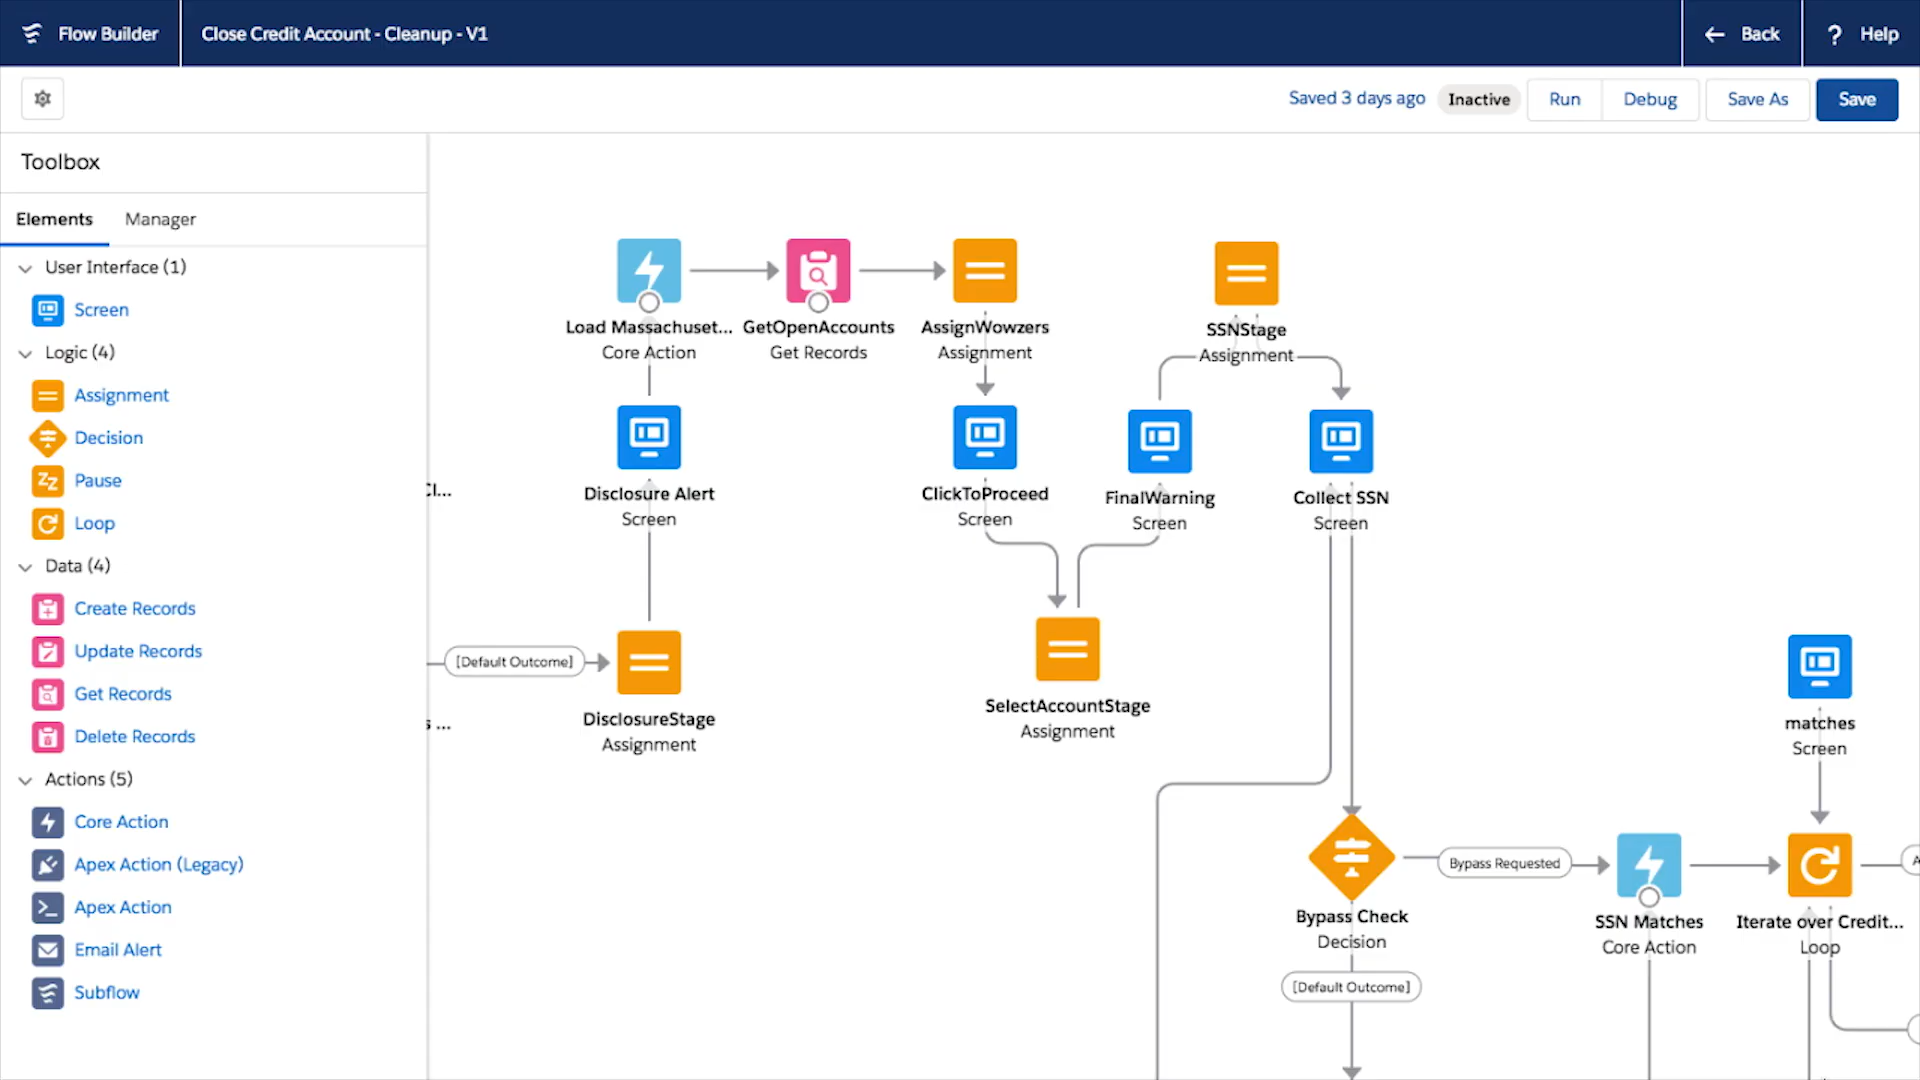 Flow Builder
Close Credit Account - Cleanup - V1
Back
? Help
Saved 3 days ago
Inactive
Run
Debug
Save As
Save
Toolbox
Elements
Manager
User Interface (1)
Screen
Logic (4)
Assignment
Decision
Pause
Loop
Data (4)
Create Records
Update Records
Get Records
Delete Records
Actions (5)
Core Action
Apex Action (Legacy)
Apex Action
Email Alert
Subflow
Load Massachuset...
Core Action
GetOpenAccounts
Get Records
AssignWowzers
Assignment
SSNStage
Assignment
Disclosure Alert
Screen
ClickToProceed
Screen
FinalWarning
Screen
Collect SSN
Screen
[Default Outcome]
DisclosureStage
Assignment
SelectAccountStage
Assignment
matches
Screen
Bypass Check
Decision
Bypass Requested
SSN Matches
Core Action
Iterate over Credit...
Loop
[Default Outcome]